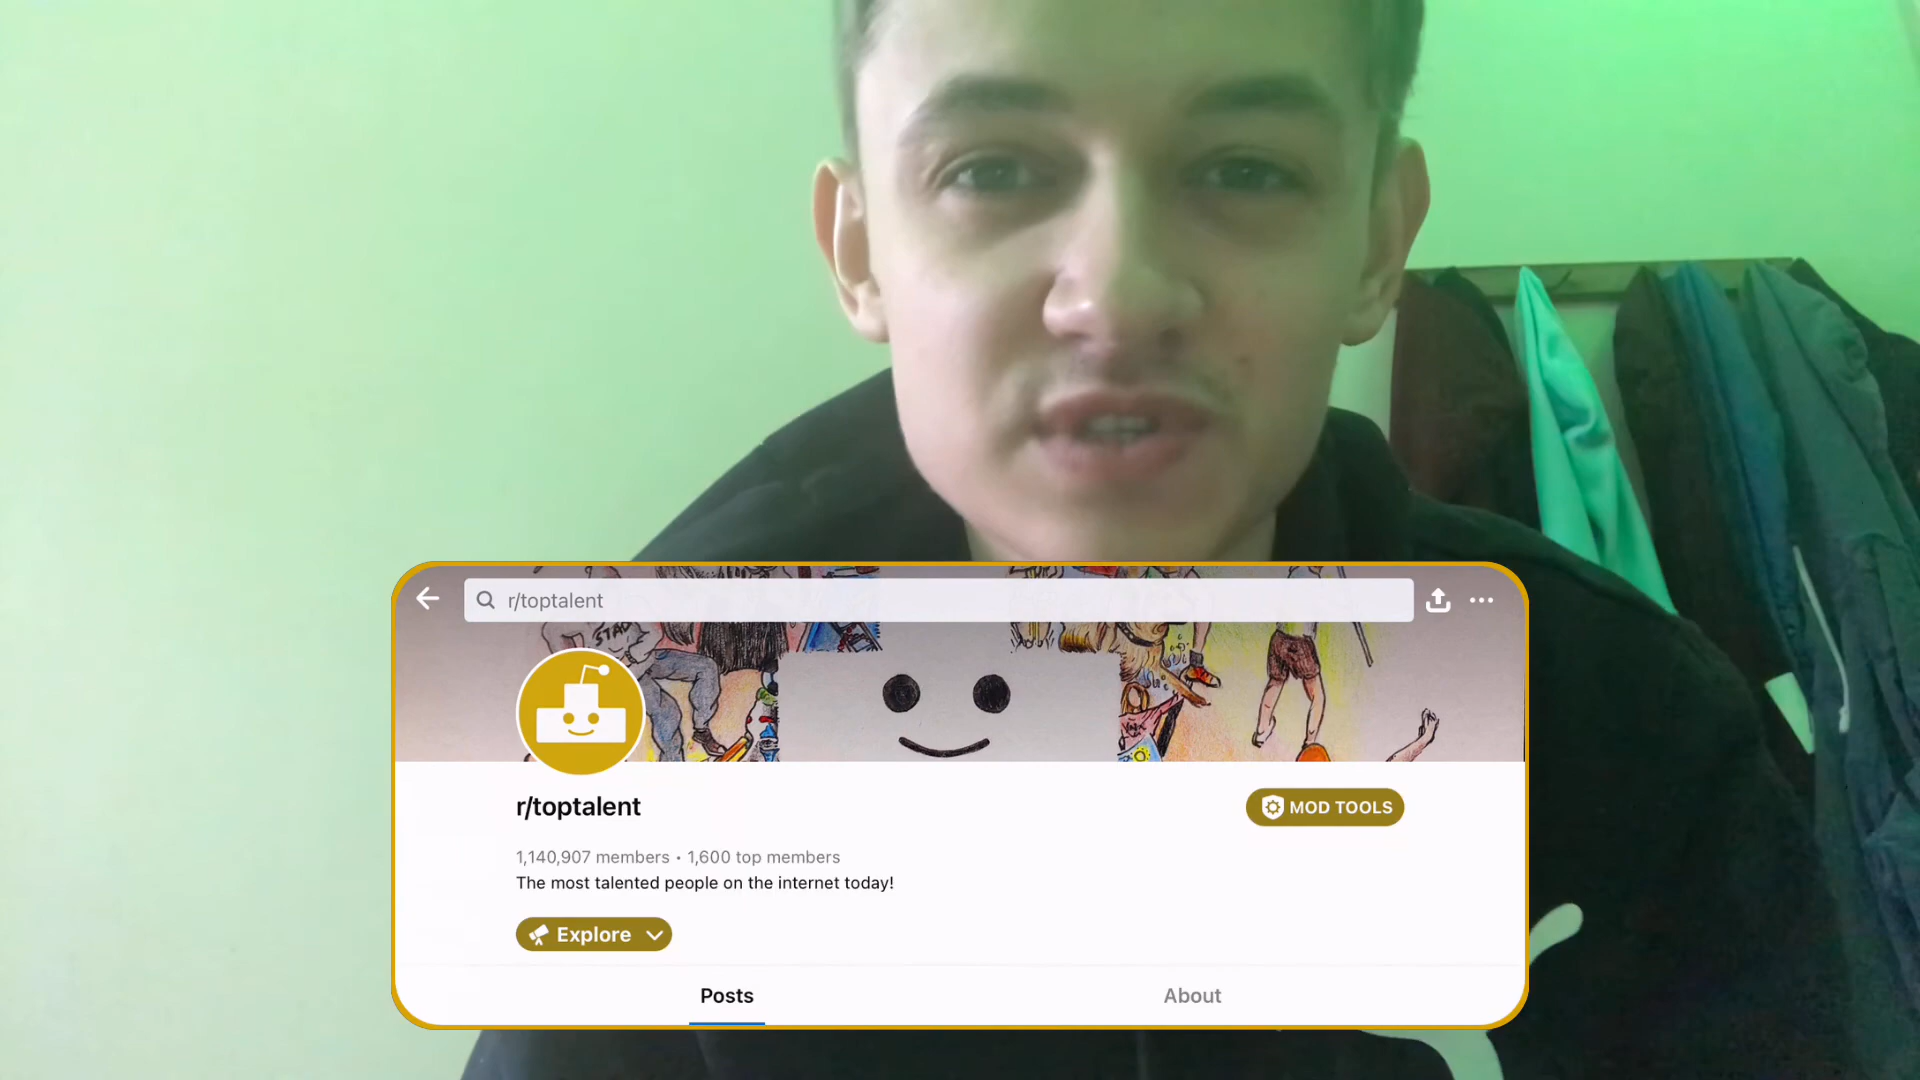 r/toptalent
STAD
r/toptalent
MOD TOOLS
1,140,907 members • 1,600 top members
The most talented people on the internet today!
Explore
Posts
About